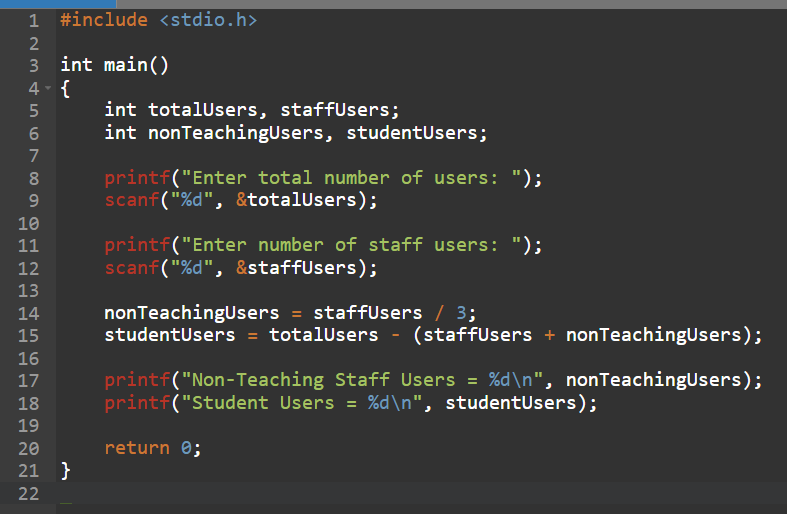 1 #include <stdio.h>
2
3 int main()
4 {
5     int totalUsers, staffUsers;
6     int nonTeachingUsers, studentUsers;
7
8     printf("Enter total number of users: ");
9     scanf("%d", &totalUsers);
10
11     printf("Enter number of staff users: ");
12     scanf("%d", &staffUsers);
13
14     nonTeachingUsers = staffUsers / 3;
15     studentUsers = totalUsers - (staffUsers + nonTeachingUsers);
16
17     printf("Non-Teaching Staff Users = %d\n", nonTeachingUsers);
18     printf("Student Users = %d\n", studentUsers);
19
20     return 0;
21 }
22